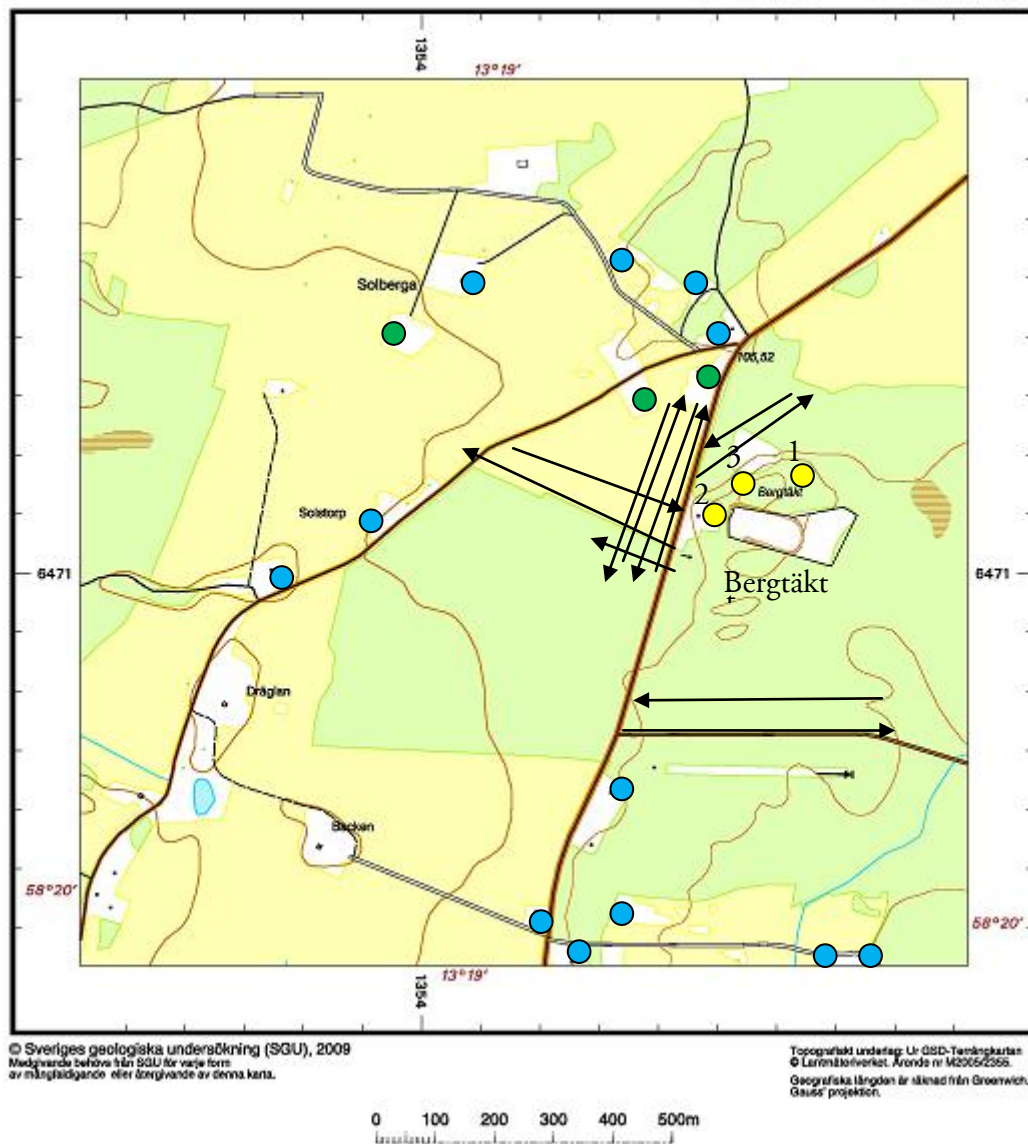 1354
13°19'
Solberga
106,52
1
3
Bergtäkt
2
Solstorp
6471
6471
Bergtäkt
Dräglan
Backen
58°20'
58°20'
13°19'
1354
© Sveriges geologiska undersökning (SGU), 2009
Medgivande behövs från SGU för varje form
av mångfaldigande eller återgivande av denna karta.
Topografiskt underlag: Ur GSD-Terrängkartan
© Lantmäteriverket. Ärende nr M2005/2355.
Geografiska längden är räknad från Greenwich.
Gauss' projektion.
0 100 200 300 400 500m